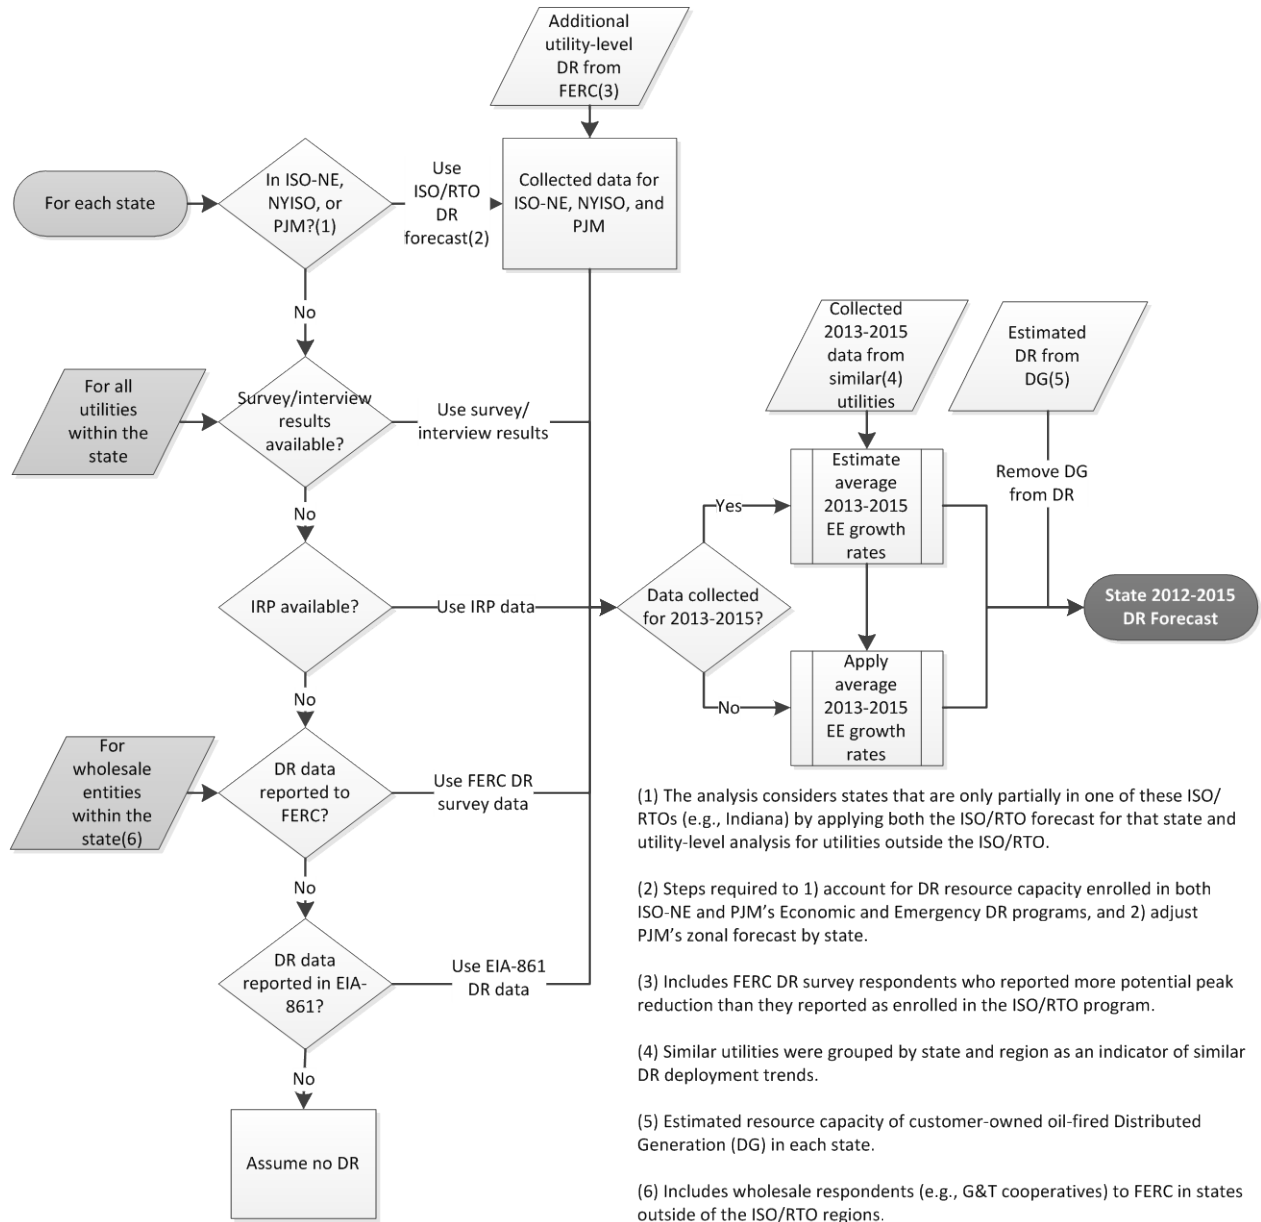 Additional
utility-level
DR from
FERC(3)
For each state
In ISO-NE,
NYISO, or
PJM?(1)
Use
ISO/RTO
DR
forecast(2)
Collected data for
ISO-NE, NYISO, and
PJM
No
For all
utilities
within the
state
Survey/interview
results
available?
Use survey/
interview results
Collected
2013-2015
data from
similar(4)
utilities
Estimated
DR from
DG(5)
Estimate
average
2013-2015
EE growth
rates
Remove DG
from DR
Yes
No
IRP available?
Use IRP data
Data collected
for 2013-2015?
State 2012-2015
DR Forecast
No
Apply
average
2013-2015
EE growth
rates
No
For
wholesale
entities
within the
state(6)
DR data
reported to
FERC?
Use FERC DR
survey data
No
DR data
reported in EIA-
861?
Use EIA-861
DR data
No
Assume no DR
(1) The analysis considers states that are only partially in one of these ISO/
RTOs (e.g., Indiana) by applying both the ISO/RTO forecast for that state and
utility-level analysis for utilities outside the ISO/RTO.
(2) Steps required to 1) account for DR resource capacity enrolled in both
ISO-NE and PJM's Economic and Emergency DR programs, and 2) adjust
PJM's zonal forecast by state.
(3) Includes FERC DR survey respondents who reported more potential peak
reduction than they reported as enrolled in the ISO/RTO program.
(4) Similar utilities were grouped by state and region as an indicator of similar
DR deployment trends.
(5) Estimated resource capacity of customer-owned oil-fired Distributed
Generation (DG) in each state.
(6) Includes wholesale respondents (e.g., G&T cooperatives) to FERC in states
outside of the ISO/RTO regions.